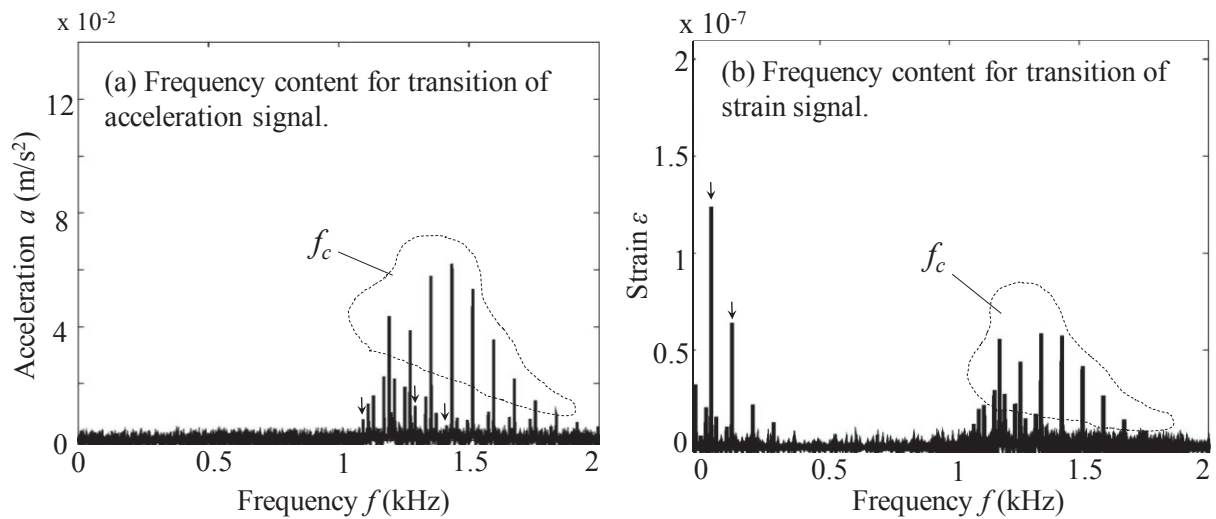 x 10⁻²
12
8
4
0
(a) Frequency content for transition of
acceleration signal.
f_c
Acceleration a (m/s²)
0 0.5 1 1.5 2
Frequency f (kHz)
x 10⁻⁷
2
1.5
1
0.5
0
(b) Frequency content for transition of
strain signal.
f_c
Strain ε
0 0.5 1 1.5 2
Frequency f (kHz)